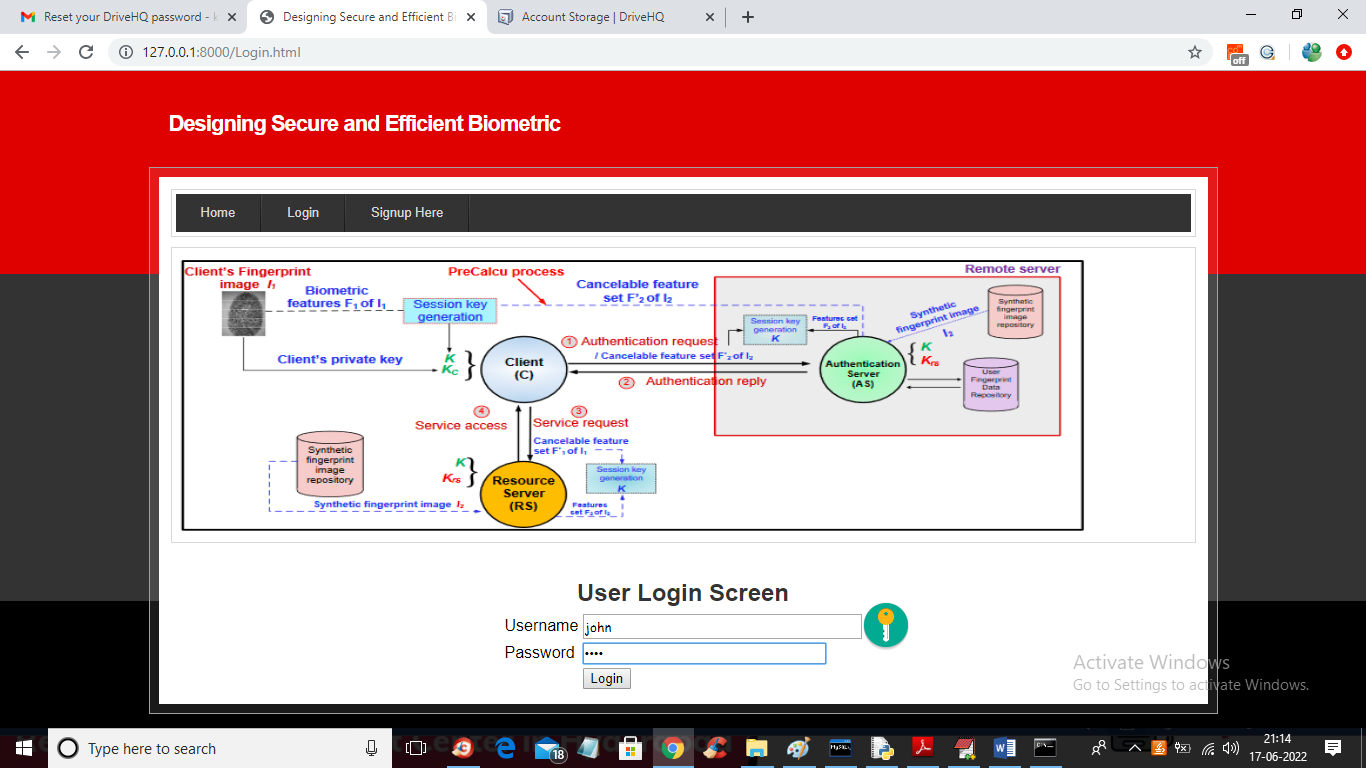 Reset your DriveHQ password - k
Designing Secure and Efficient Bi
Account Storage | DriveHQ
127.0.0.1:8000/Login.html
off
Designing Secure and Efficient Biometric
Home
Login
Signup Here
Client's Fingerprint
image I₁
PreCalcu process
Remote server
Biometric
features F₁ of I₁
Session key
generation
Cancelable feature
set F'₂ of I₂
Session key
generation
K
Features set
F₂ of I₂
Synthetic
fingerprint image
I₂
Synthetic
fingerprint
image
repository
Client's private key
K
K_C
Client
(C)
1 Authentication request
/ Cancelable feature set F'₂ of I₂
2 Authentication reply
Authentication
Server
(AS)
K
K_rs
User
Fingerprint
Data
Repository
4
Service access
3
Service request
Cancelable feature
set F'₁ of I₁
Synthetic
fingerprint
image
repository
K
K_rs
Resource
Server
(RS)
Session key
generation
K
Synthetic fingerprint image I₂
Features
set F₂ of I₂
User Login Screen
Username john
Password ••••
Login
Activate Windows
Go to Settings to activate Windows.
Type here to search
18
MySQL
21:14
17-06-2022